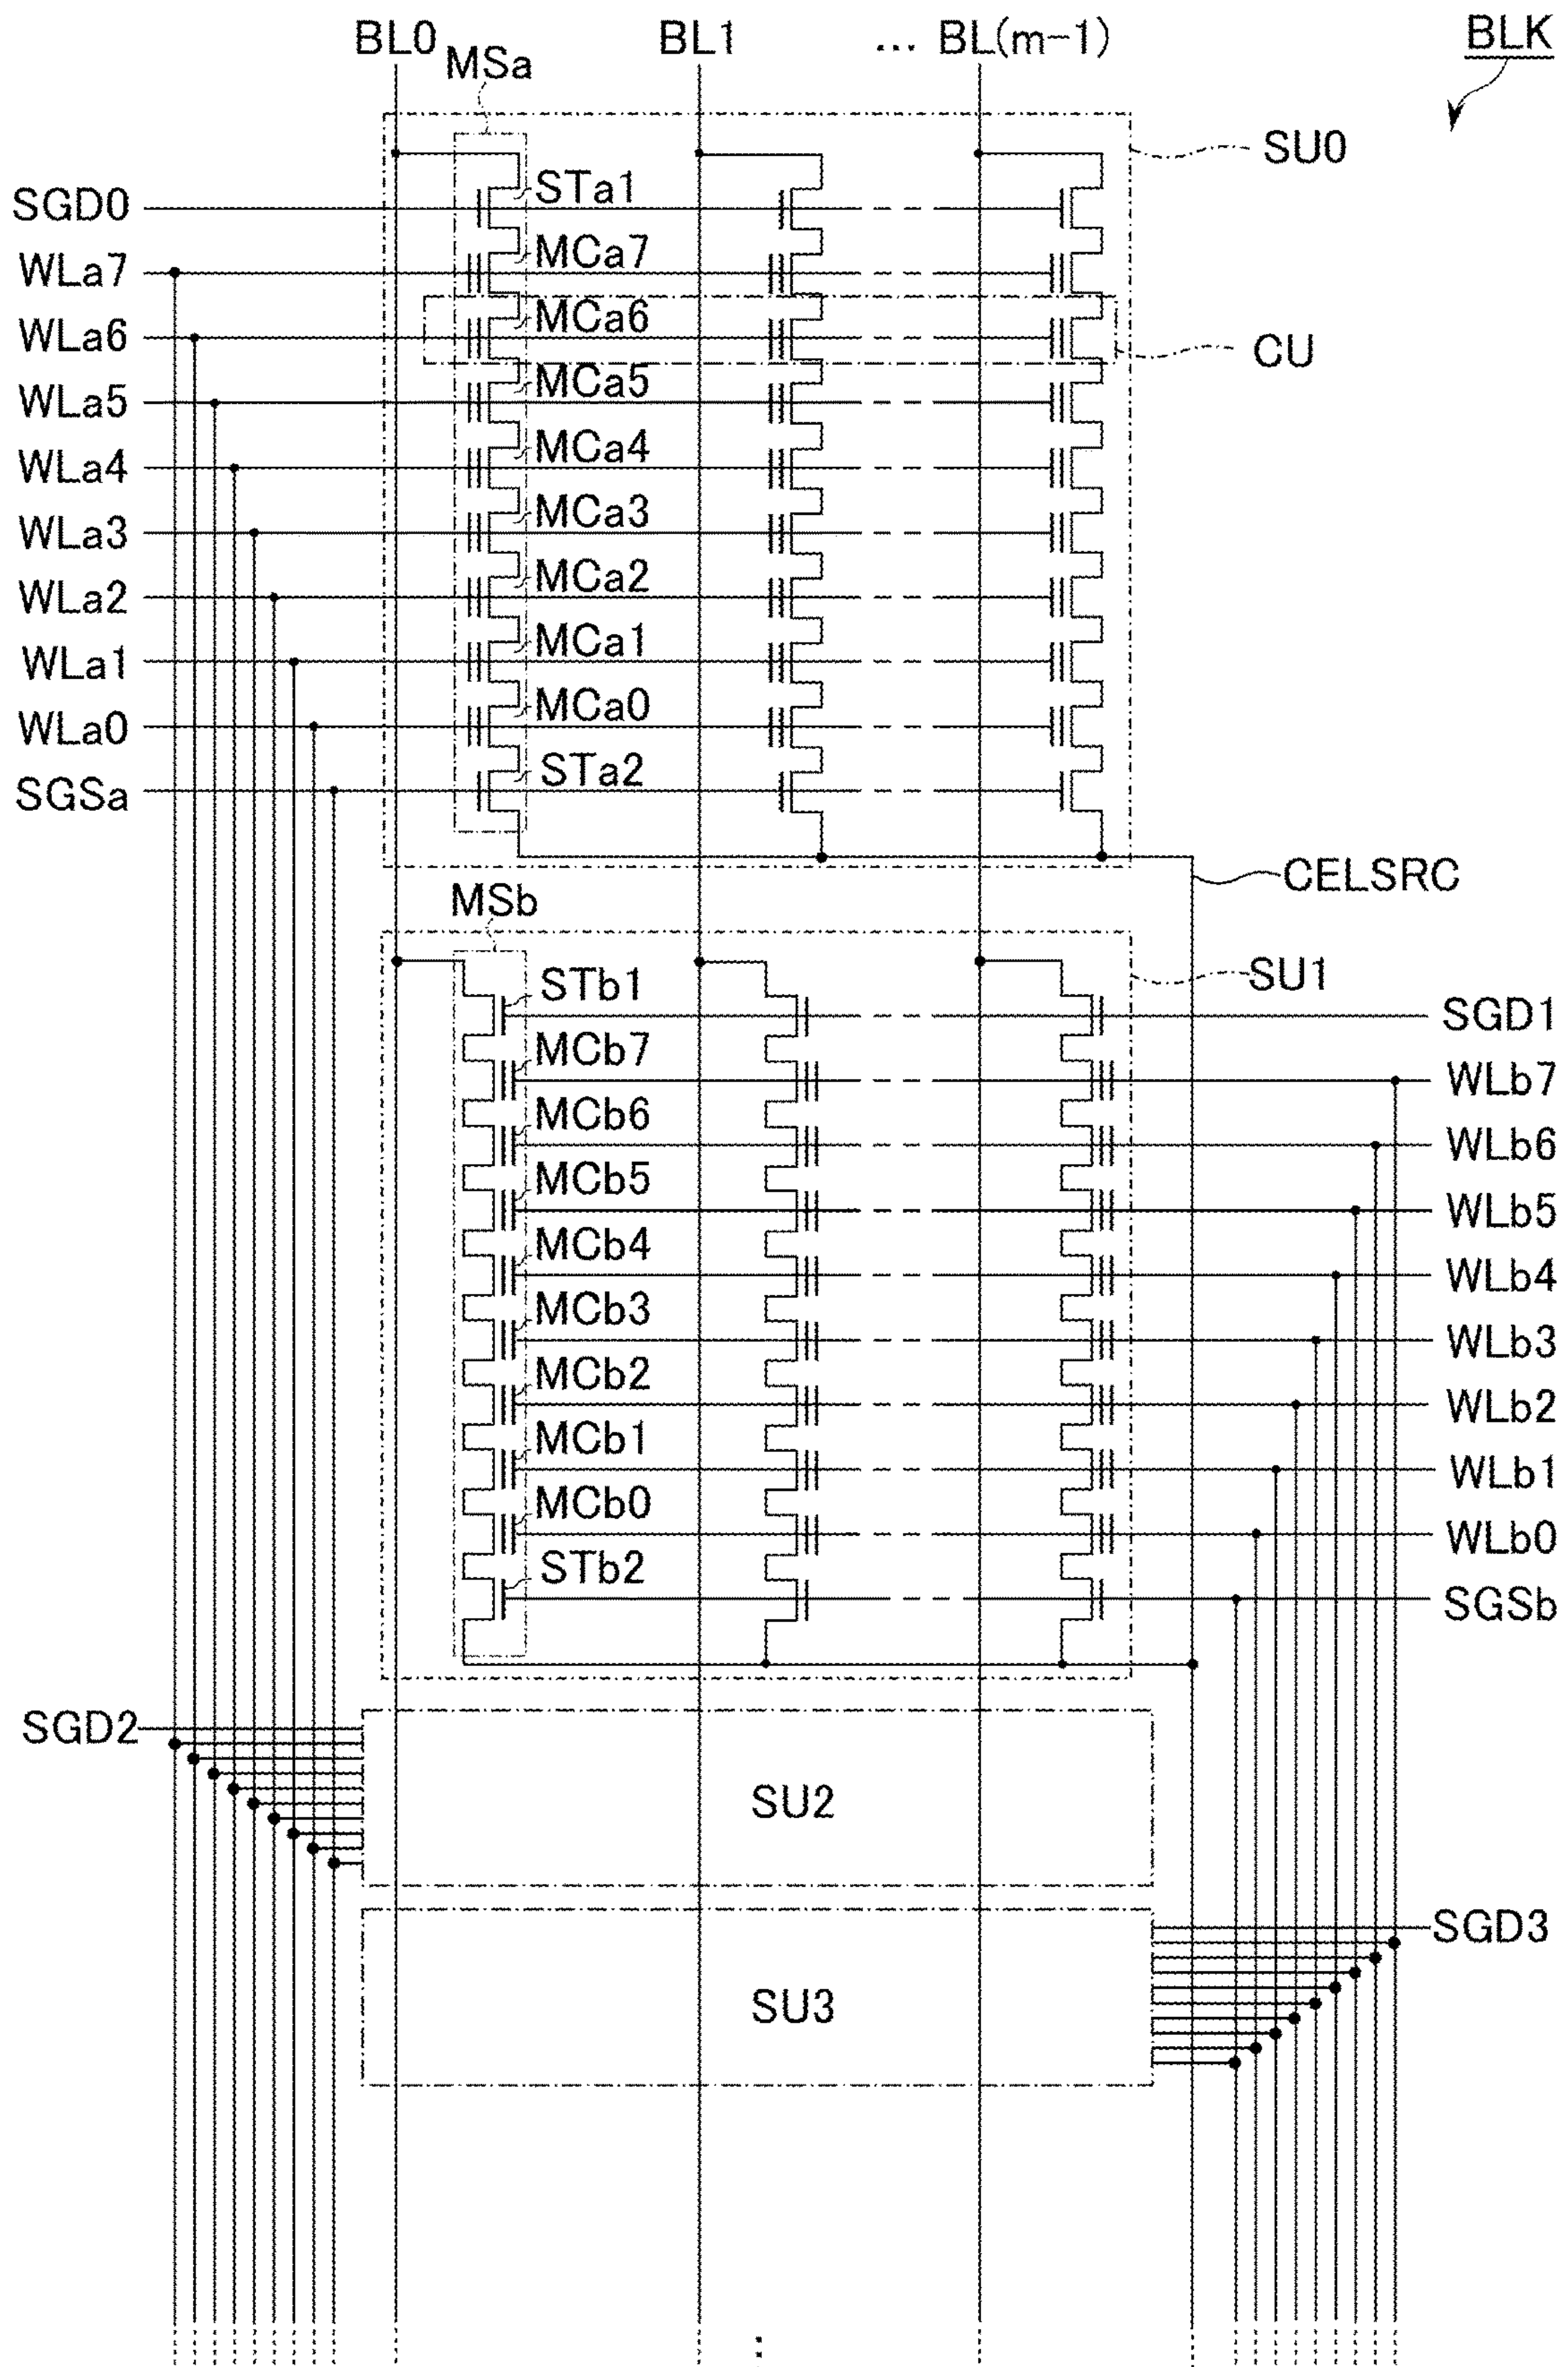 BL0 BL1 ... BL(m-1) BLK
MSa
SU0
STa1
SGD0
MCa7
WLa7
MCa6
WLa6
CU
MCa5
WLa5
MCa4
WLa4
MCa3
WLa3
MCa2
WLa2
MCa1
WLa1
MCa0
WLa0
STa2
SGSa
CELSRC
MSb
SU1
STb1
SGD1
MCb7
WLb7
MCb6
WLb6
MCb5
WLb5
MCb4
WLb4
MCb3
WLb3
MCb2
WLb2
MCb1
WLb1
MCb0
WLb0
STb2
SGSb
SGD2
SU2
SGD3
SU3